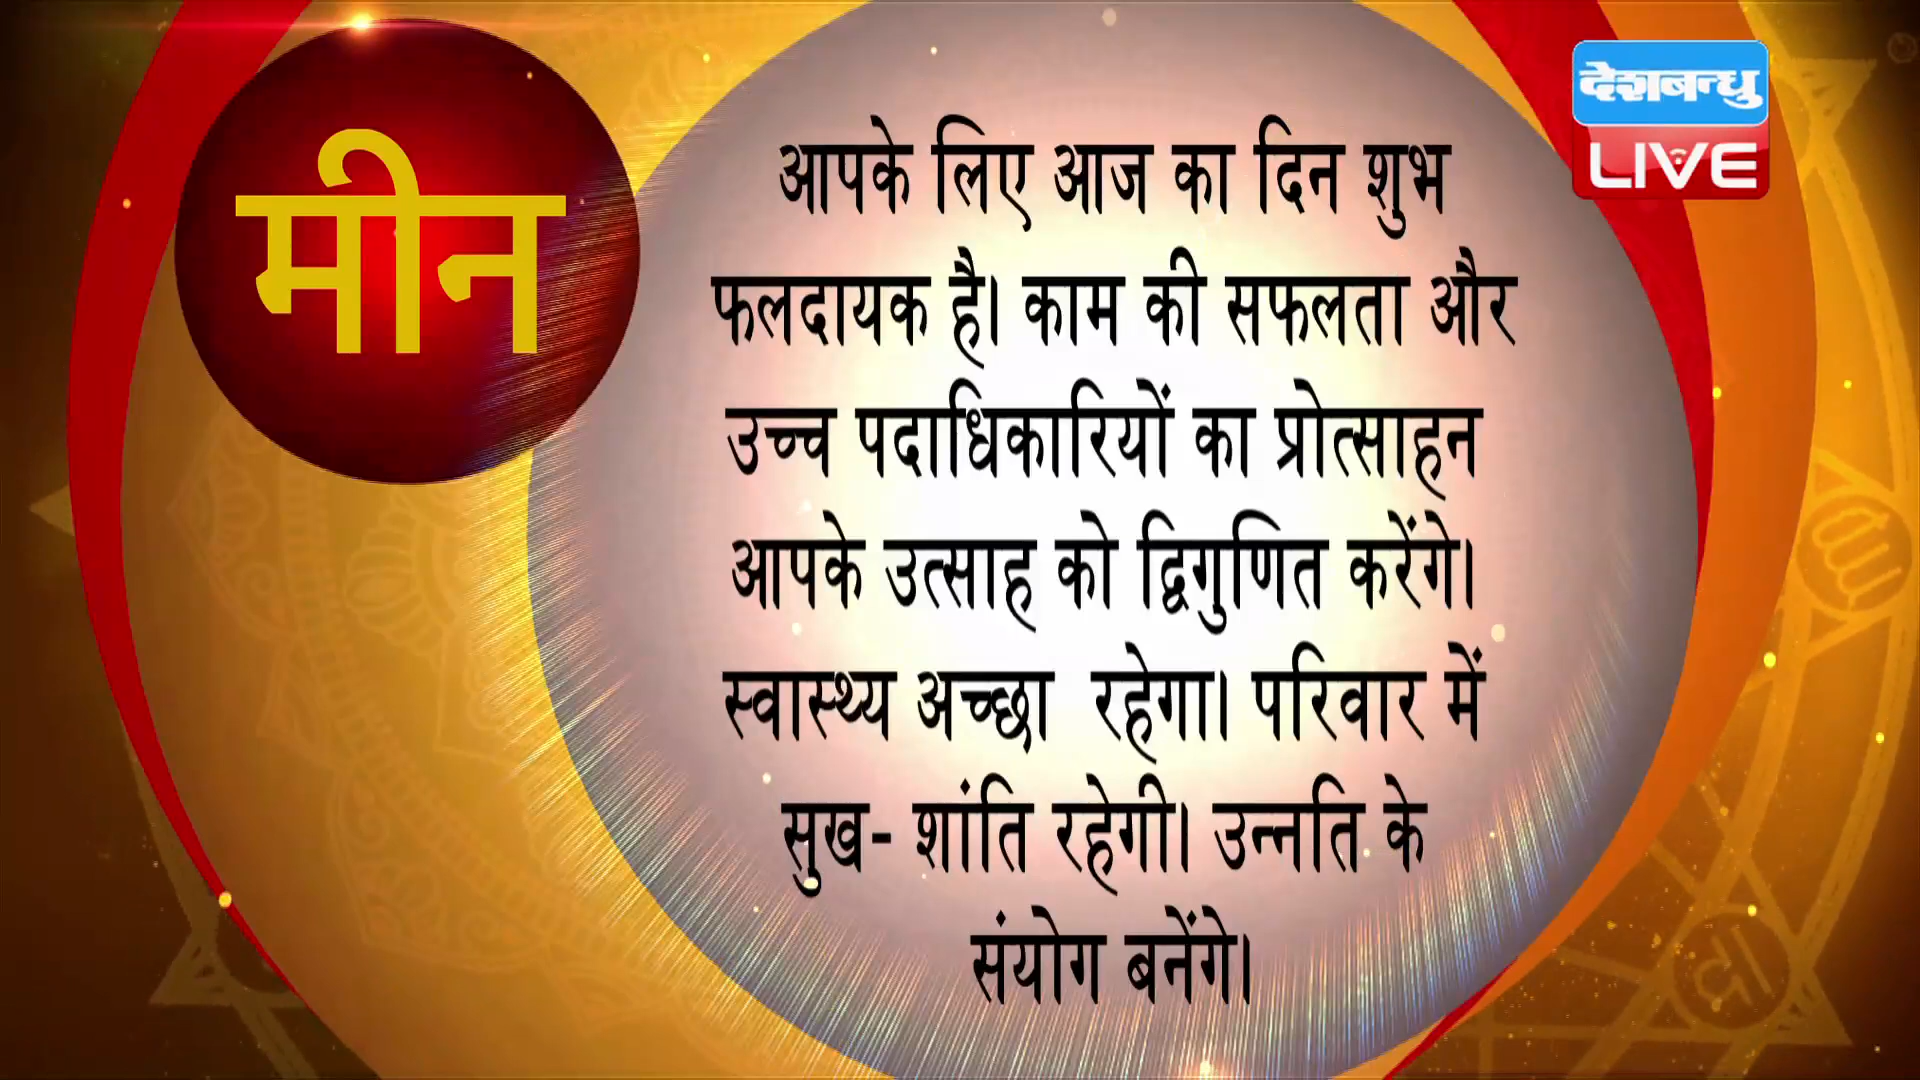 मीन
देशबन्धु
LIVE
आपके लिए आज का दिन शुभ
फलदायक है। काम की सफलता और
उच्च पदाधिकारियों का प्रोत्साहन
आपके उत्साह को द्विगुणित करेंगे।
स्वास्थ्य अच्छा  रहेगा। परिवार में
सुख- शांति रहेगी। उन्नति के
संयोग बनेंगे।